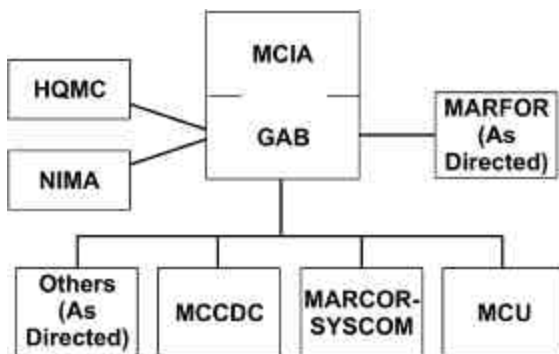 MCIA
HQMC
GAB
MARFOR
(As
Directed)
NIMA
Others
(As
Directed)
MCCDC
MARCOR-
SYSCOM
MCU